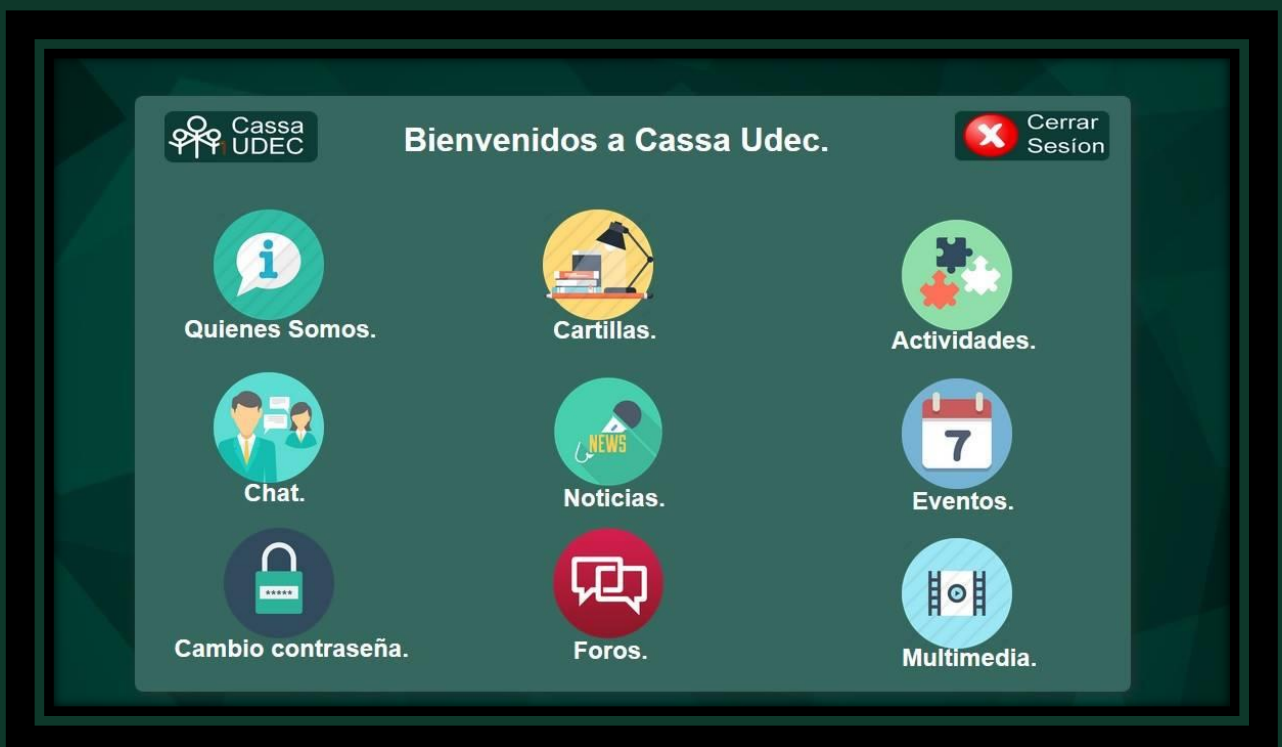 Cassa
UDEC
Bienvenidos a Cassa Udec.
Cerrar
Sesíon
Quienes Somos.
Cartillas.
Actividades.
NEWS
7
Chat.
Noticias.
Eventos.
*****
Cambio contraseña.
Foros.
Multimedia.